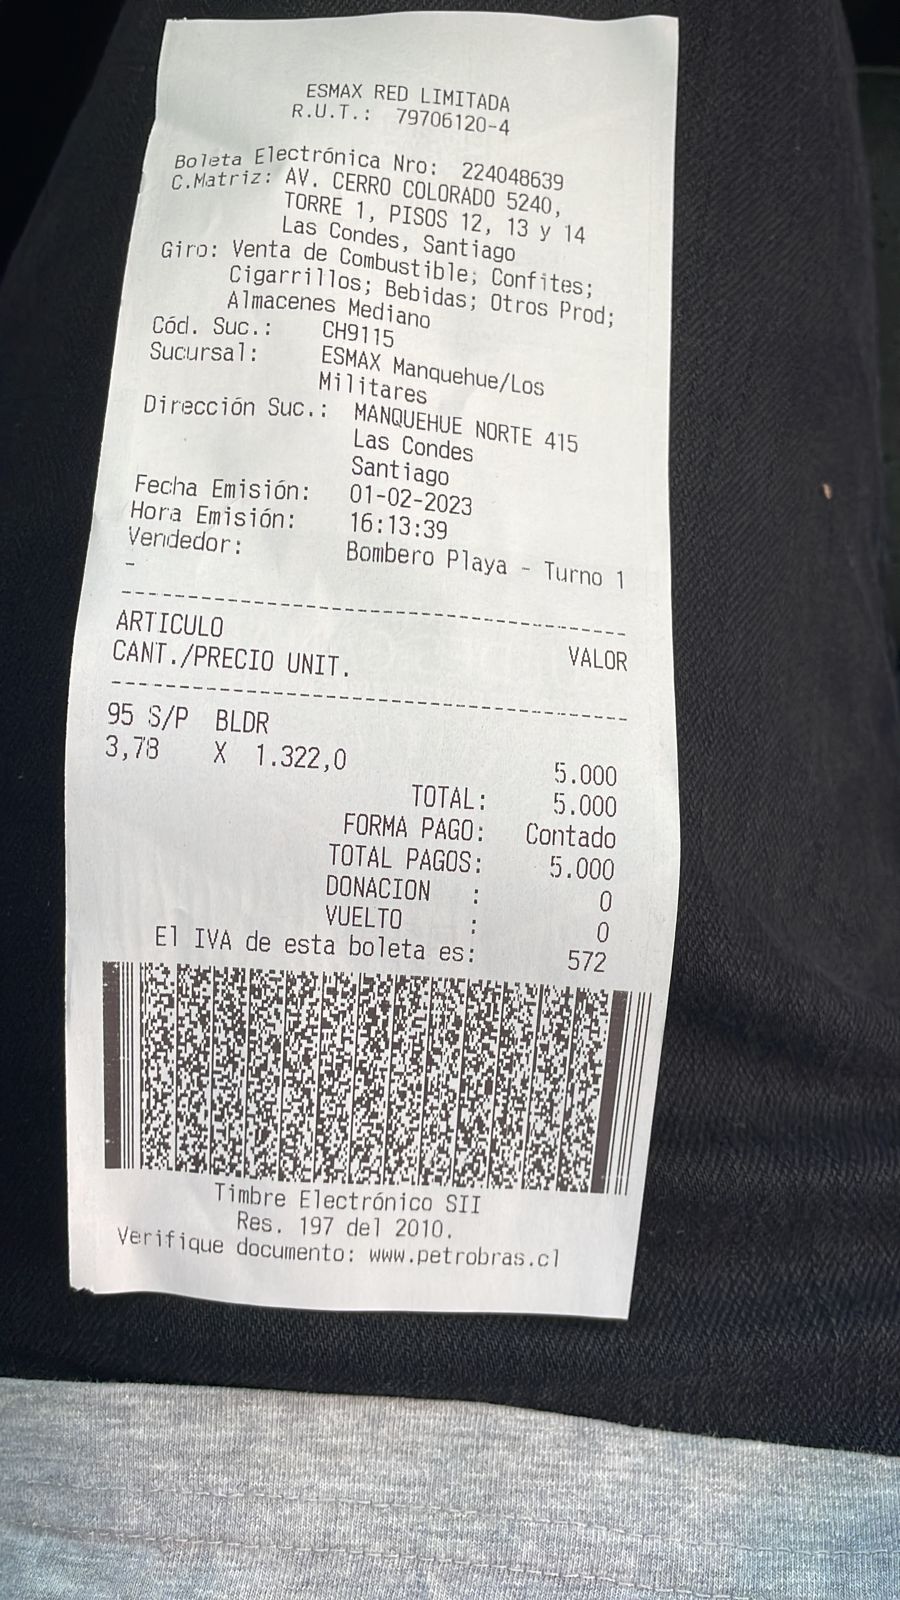 ESMAX RED LIMITADA
R.U.T.: 79706120-4
Boleta Electrónica Nro: 224048639
C.Matriz: AV. CERRO COLORADO 5240,
TORRE 1, PISOS 12, 13 y 14
Las Condes, Santiago
Giro: Venta de Combustible; Confites;
Cigarrillos; Bebidas; Otros Prod;
Almacenes Mediano
Cód. Suc.: CH9115
Sucursal: ESMAX Manquehue/Los
Militares
Dirección Suc.: MANQUEHUE NORTE 415
Las Condes
Santiago
Fecha Emisión: 01-02-2023
Hora Emisión: 16:13:39
Vendedor: Bombero Playa - Turno 1
-
--------------------------------------
ARTICULO
CANT./PRECIO UNIT. VALOR
--------------------------------------
95 S/P BLDR
3,78 X 1.322,0 5.000
TOTAL: 5.000
FORMA PAGO: Contado
TOTAL PAGOS: 5.000
DONACION : 0
VUELTO : 0
El IVA de esta boleta es: 572
Timbre Electrónico SII
Res. 197 del 2010.
Verifique documento: www.petrobras.cl